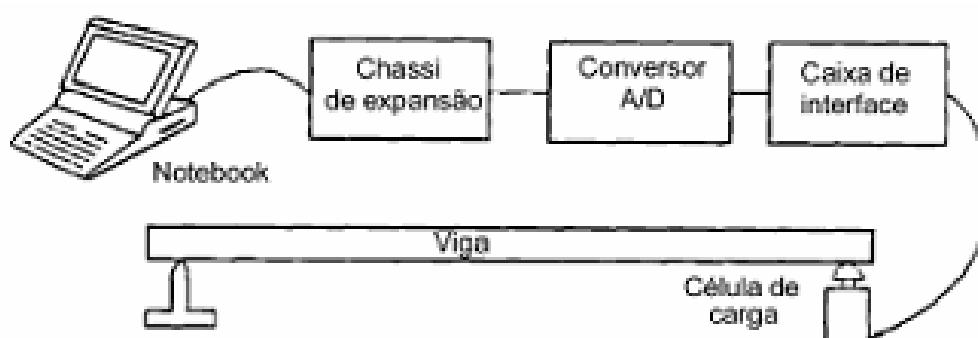 Chassi
de expansão
Conversor
A/D
Caixa de
interface
Notebook
Viga
Célula de
carga